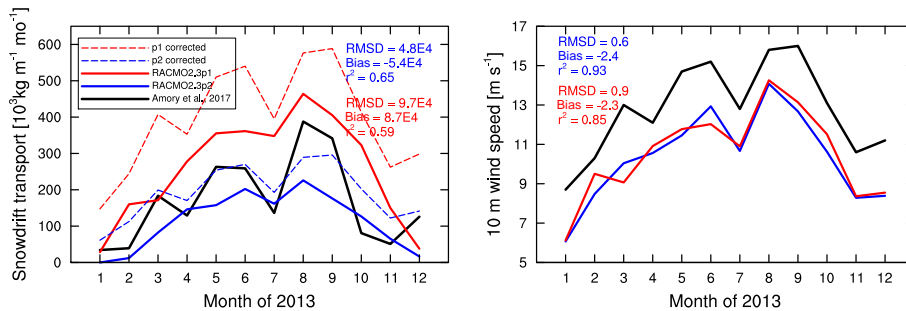 Snowdrift transport [10³kg m⁻¹ mo⁻¹]
600
500
400
300
200
100
0
p1 corrected
p2 corrected
RACMO2.3p1
RACMO2.3p2
Amory et al., 2017
RMSD = 4.8E4
Bias = -5.4E4
r² = 0.65
RMSD = 9.7E4
Bias = 8.7E4
r² = 0.59
1 2 3 4 5 6 7 8 9 10 11 12
Month of 2013
10 m wind speed [m s⁻¹]
17
15
13
11
9
7
5
RMSD = 0.6
Bias = -2.4
r² = 0.93
RMSD = 0.9
Bias = -2.3
r² = 0.85
1 2 3 4 5 6 7 8 9 10 11 12
Month of 2013